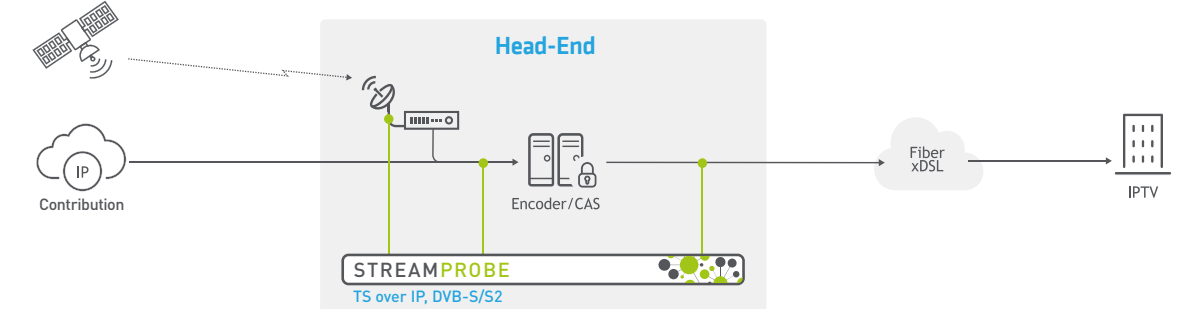 Head-End
IP
Contribution
Encoder/CAS
Fiber
xDSL
IPTV
STREAMPROBE
TS over IP, DVB-S/S2